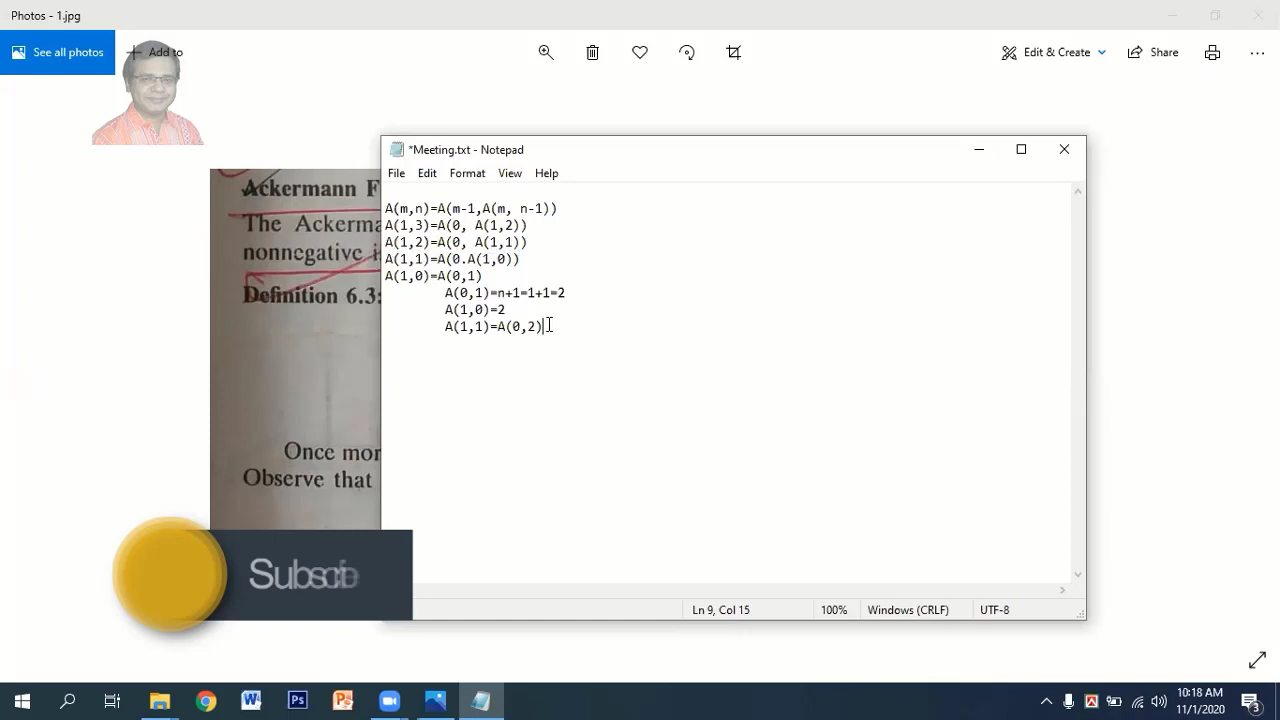 Photos - 1.jpg
See all photos
Add to
Edit & Create
Share
*Meeting.txt - Notepad
File Edit Format View Help
Ackermann F
The Ackerma
nonnegative i
Definition 6.3:
Once mor
Observe that
A(m,n)=A(m-1,A(m, n-1))
A(1,3)=A(0, A(1,2))
A(1,2)=A(0, A(1,1))
A(1,1)=A(0.A(1,0))
A(1,0)=A(0,1)
A(0,1)=n+1=1+1=2
A(1,0)=2
A(1,1)=A(0,2)
Ln 9, Col 15
100%
Windows (CRLF)
UTF-8
10:18 AM
11/1/2020
3